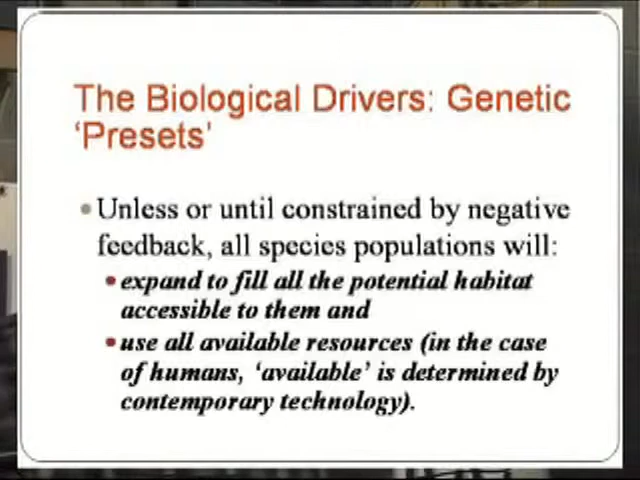 The Biological Drivers: Genetic
‘Presets’
Unless or until constrained by negative
feedback, all species populations will:
expand to fill all the potential habitat
accessible to them and
use all available resources (in the case
of humans, ‘available’ is determined by
contemporary technology).